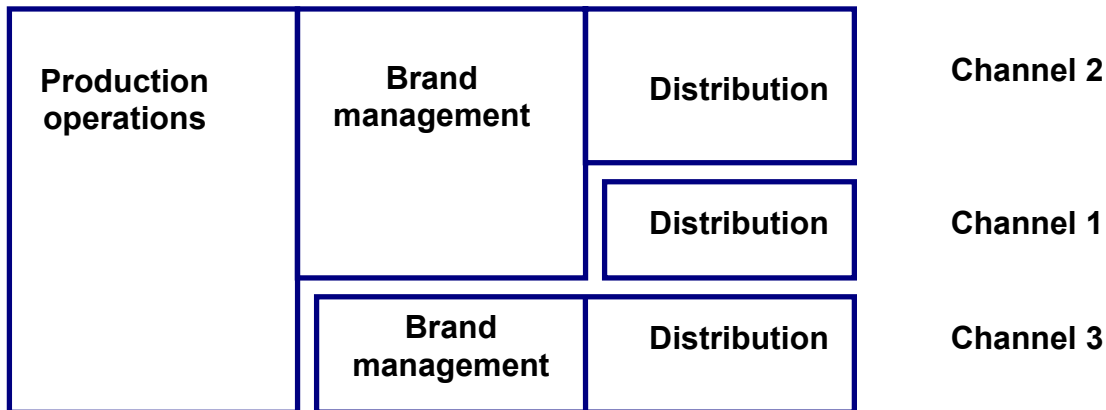 Production
operations
Brand
management
Distribution
Channel 2
Distribution
Channel 1
Brand
management
Distribution
Channel 3